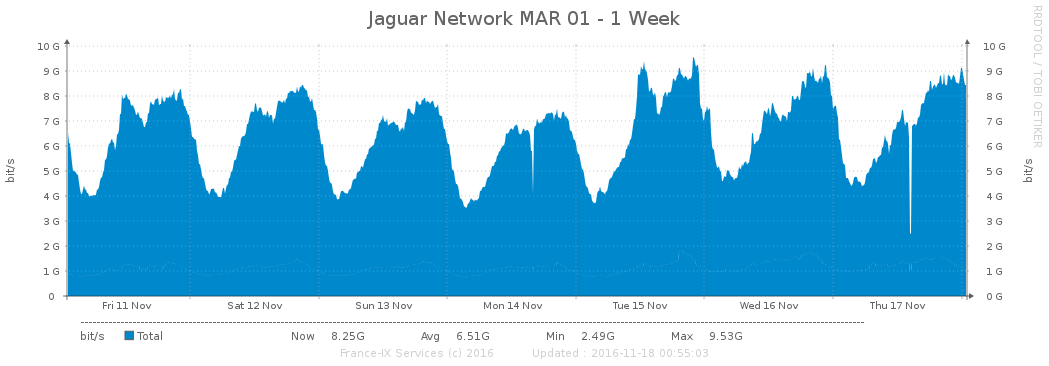 Jaguar Network MAR 01 - 1 Week
RRDTOOL / TOBI OETIKER
bit/s
10 G 10 G
9 G 9 G
8 G 8 G
7 G 7 G
6 G 6 G
5 G 5 G
4 G 4 G
3 G 3 G
2 G 2 G
1 G 1 G
0 0 G
bit/s
Fri 11 Nov Sat 12 Nov Sun 13 Nov Mon 14 Nov Tue 15 Nov Wed 16 Nov Thu 17 Nov
bit/s Total Now 8.25G Avg 6.51G Min 2.49G Max 9.53G
France-IX Services (c) 2016 Updated : 2016-11-18 00:55:03